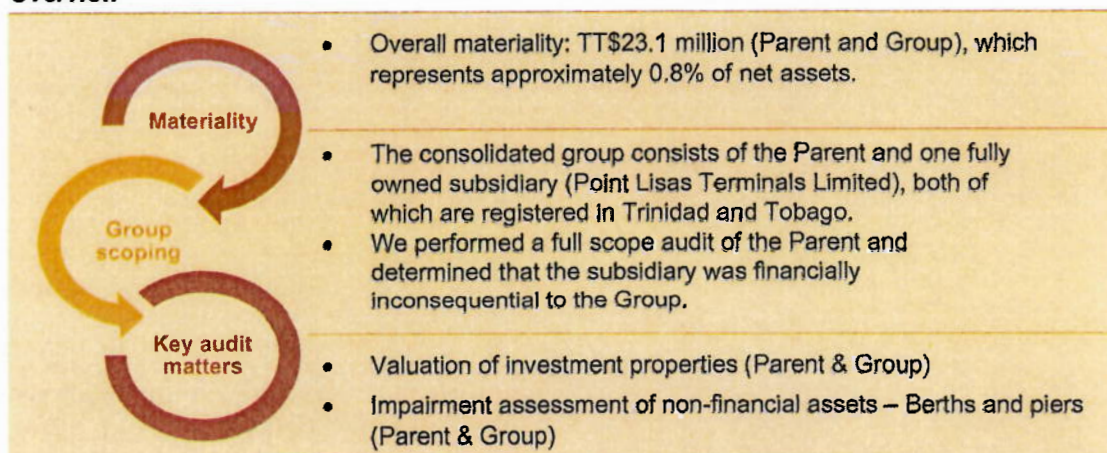 Materiality
• Overall materiality: TT$23.1 million (Parent and Group), which
represents approximately 0.8% of net assets.
Group
scoping
• The consolidated group consists of the Parent and one fully
owned subsidiary (Point Lisas Terminals Limited), both of
which are registered in Trinidad and Tobago.
• We performed a full scope audit of the Parent and
determined that the subsidiary was financially
inconsequential to the Group.
Key audit
matters
• Valuation of investment properties (Parent & Group)
• Impairment assessment of non-financial assets – Berths and piers
(Parent & Group)